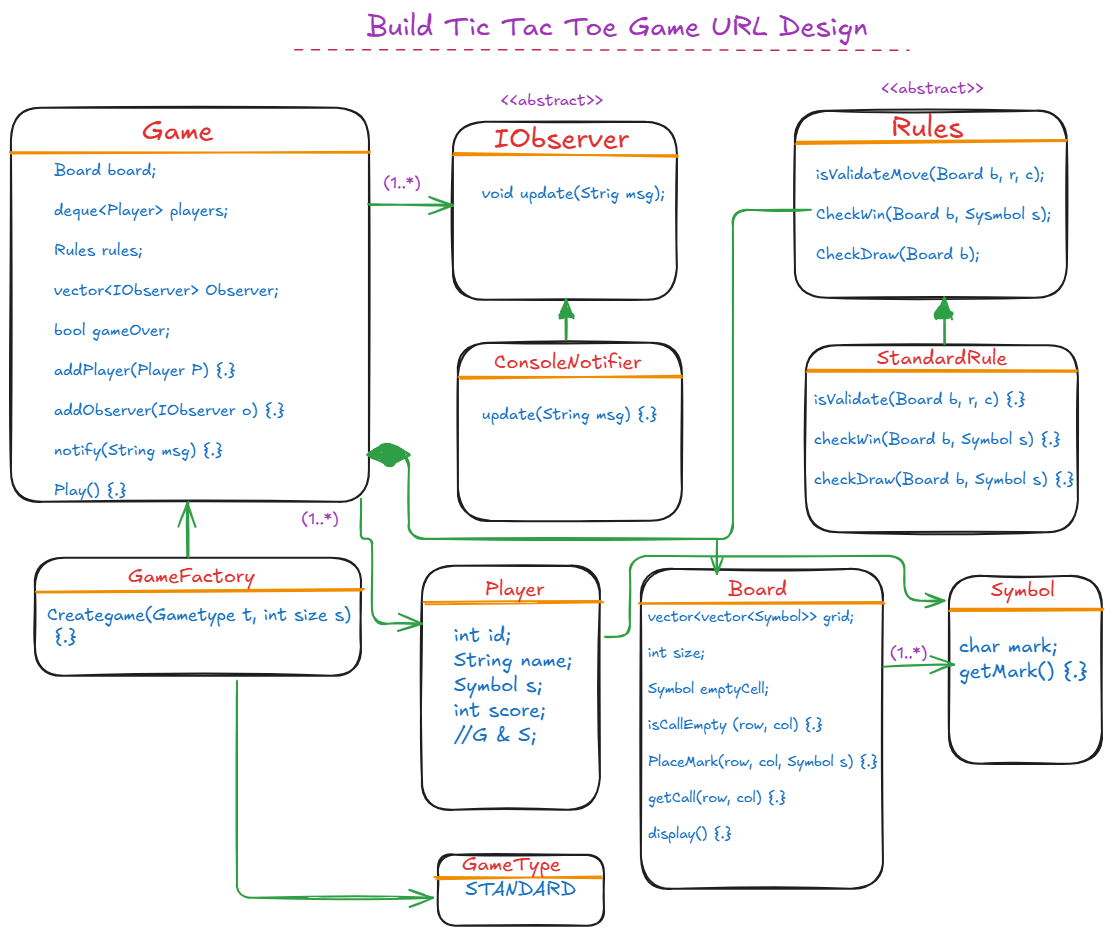 Build Tic Tac Toe Game URL Design
Game
Board board;
deque<Player> players;
Rules rules;
vector<IObserver> Observer;
bool gameOver;
addPlayer(Player P) {.}
addObserver(IObserver o) {.}
notify(String msg) {.}
Play() {.}
(1..*)
<<abstract>>
IObserver
void update(Strig msg);
<<abstract>>
Rules
isValidateMove(Board b, r, c);
CheckWin(Board b, Sysmbol s);
CheckDraw(Board b);
ConsoleNotifier
update(String msg) {.}
StandardRule
isValidate(Board b, r, c) {.}
checkWin(Board b, Symbol s) {.}
checkDraw(Board b, Symbol s) {.}
(1..*)
GameFactory
Creategame(Gametype t, int size s)
{.}
Player
int id;
String name;
Symbol s;
int score;
//G & S;
Board
vector<vector<Symbol>> grid;
int size;
Symbol emptyCell;
isCallEmpty (row, col) {.}
PlaceMark(row, col, Symbol s) {.}
getCall(row, col) {.}
display() {.}
(1..*)
Symbol
char mark;
getMark() {.}
GameType
STANDARD